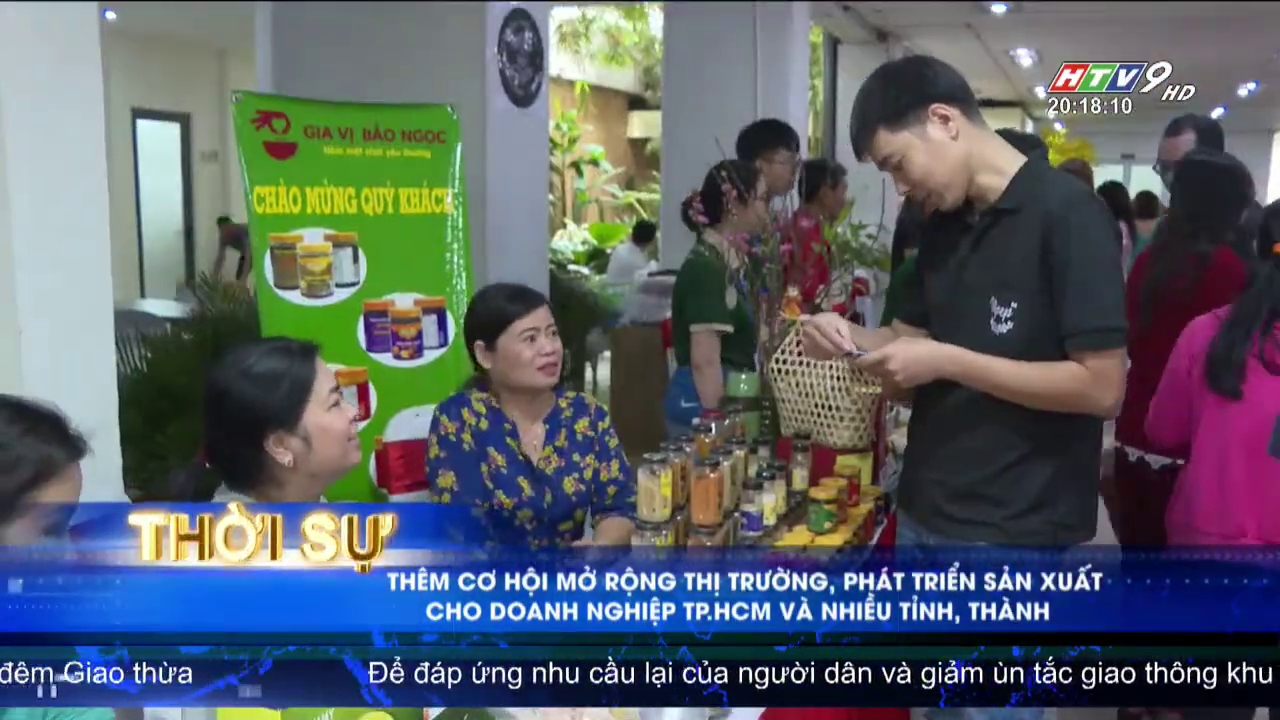 HTV9 HD
20:18:10
GIA VỊ BẢO NGỌC
CHÀO MỪNG QUÝ KHÁCH
THỜI SỰ
THÊM CƠ HỘI MỞ RỘNG THỊ TRƯỜNG, PHÁT TRIỂN SẢN XUẤT
CHO DOANH NGHIỆP TP.HCM VÀ NHIỀU TỈNH, THÀNH
đêm Giao thừa Để đáp ứng nhu cầu lại của người dân và giảm ùn tắc giao thông khu